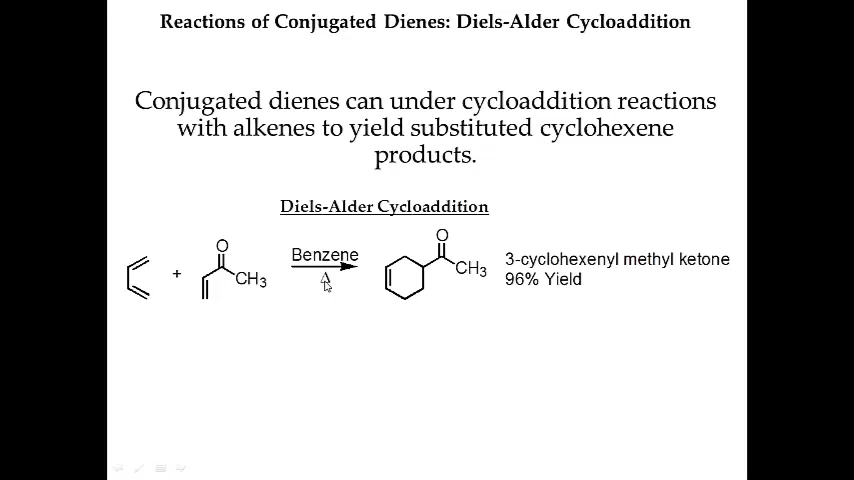 Reactions of Conjugated Dienes: Diels-Alder Cycloaddition
Conjugated dienes can under cycloaddition reactions
with alkenes to yield substituted cyclohexene
products.
Diels-Alder Cycloaddition
O
+
CH3
Benzene
Δ
O
CH3
3-cyclohexenyl methyl ketone
96% Yield